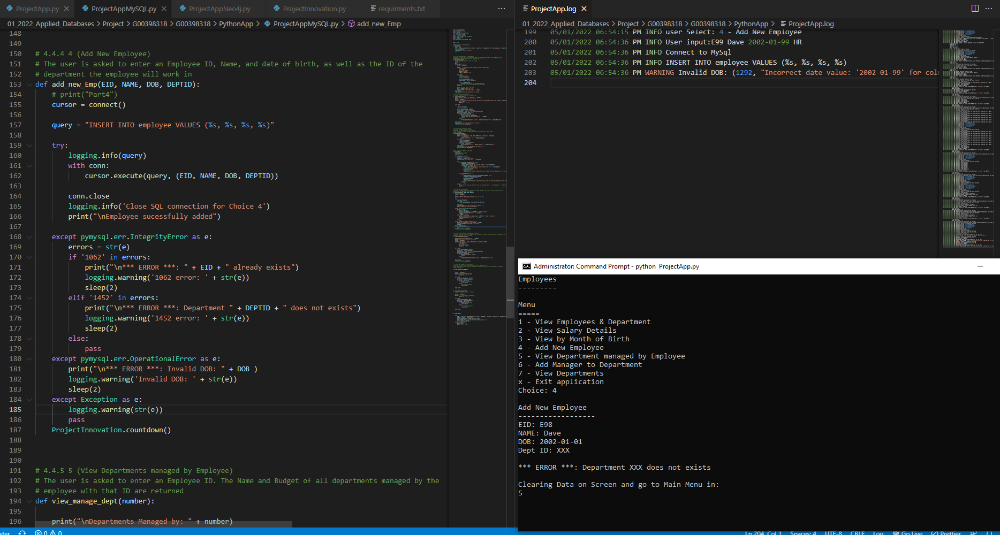 ProjectApp.py
ProjectAppMySQL.py
ProjectAppNeo4j.py
ProjectInnovation.py
requirments.txt
01_2022_Applied_Databases > Project > G00398318 > G00398318 > PythonApp > ProjectAppMySQL.py > add_new_Emp
148
149
150 # 4.4.4 4 (Add New Employee)
151 # The user is asked to enter an Employee ID, Name, and date of birth, as well as the ID of the
152 # department the employee will work in
153 def add_new_Emp(EID, NAME, DOB, DEPTID):
154 # print("Part4")
155 cursor = connect()
156
157 query = "INSERT INTO employee VALUES (%s, %s, %s, %s)"
158
159 try:
160 logging.info(query)
161 with conn:
162 cursor.execute(query, (EID, NAME, DOB, DEPTID))
163
164 conn.close
165 logging.info('Close SQL connection for Choice 4')
166 print("\nEmployee sucessfully added")
167
168 except pymysql.err.IntegrityError as e:
169 errors = str(e)
170 if '1062' in errors:
171 print("\n*** ERROR ***: " + EID + " already exists")
172 logging.warning('1062 error: ' + str(e))
173 sleep(2)
174 elif '1452' in errors:
175 print("\n*** ERROR ***: Department " + DEPTID + " does not exists")
176 logging.warning('1452 error: ' + str(e))
177 sleep(2)
178 else:
179 pass
180 except pymysql.err.OperationalError as e:
181 print("\n*** ERROR ***: Invalid DOB: " + DOB )
182 logging.warning('Invalid DOB: ' + str(e))
183 sleep(2)
184 except Exception as e:
185 logging.warning(str(e))
186 pass
187 ProjectInnovation.countdown()
188
189
190
191 # 4.4.5 5 (View Departments managed by Employee)
192 # The user is asked to enter an Employee ID. The Name and Budget of all departments managed by the
193 # employee with that ID are returned
194 def view_manage_dept(number):
195
196 print("\nDepartments Managed by: " + number)
ProjectApp.log
01_2022_Applied_Databases > Project > G00398318 > G00398318 > PythonApp > ProjectApp.log
199 05/01/2022 06:54:15 PM INFO user Select: 4 - Add New Employee
200 05/01/2022 06:54:36 PM INFO User input:E99 Dave 2002-01-99 HR
201 05/01/2022 06:54:36 PM INFO Connect to MySql
202 05/01/2022 06:54:36 PM INFO INSERT INTO employee VALUES (%s, %s, %s, %s)
203 05/01/2022 06:54:36 PM WARNING Invalid DOB: (1292, "Incorrect date value: '2002-01-99' for colu
204
Administrator: Command Prompt - python ProjectApp.py
Employees
---------
Menu
=====
1 - View Employees & Department
2 - View Salary Details
3 - View by Month of Birth
4 - Add New Employee
5 - View Department managed by Employee
6 - Add Manager to Department
7 - View Departments
x - Exit application
Choice: 4
Add New Employee
------------------
EID: E98
NAME: Dave
DOB: 2002-01-01
Dept ID: XXX
*** ERROR ***: Department XXX does not exists
Clearing Data on Screen and go to Main Menu in:
5
ster 0 0
Ln 204, Col 1 Spaces: 4 UTF-8 CRLF Log Go Live Prettier